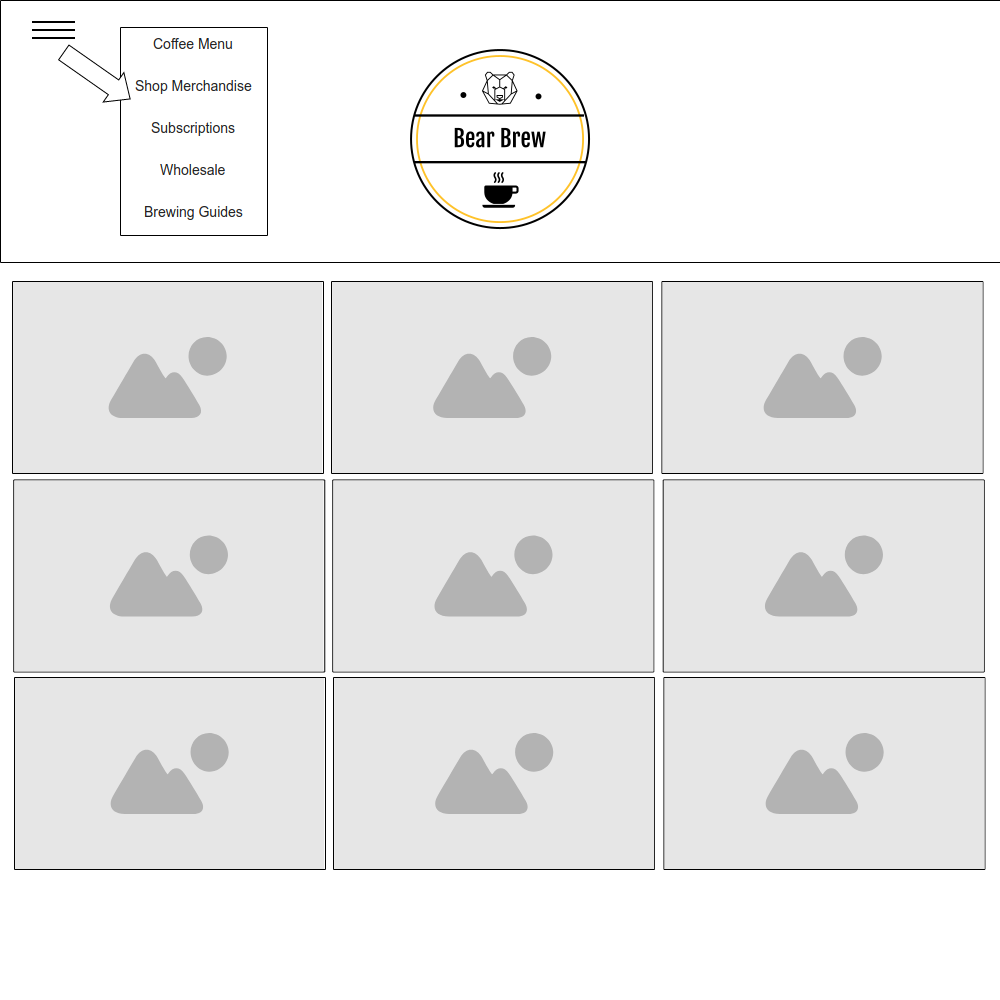 Coffee Menu
Shop Merchandise
Subscriptions
Wholesale
Brewing Guides
Bear Brew